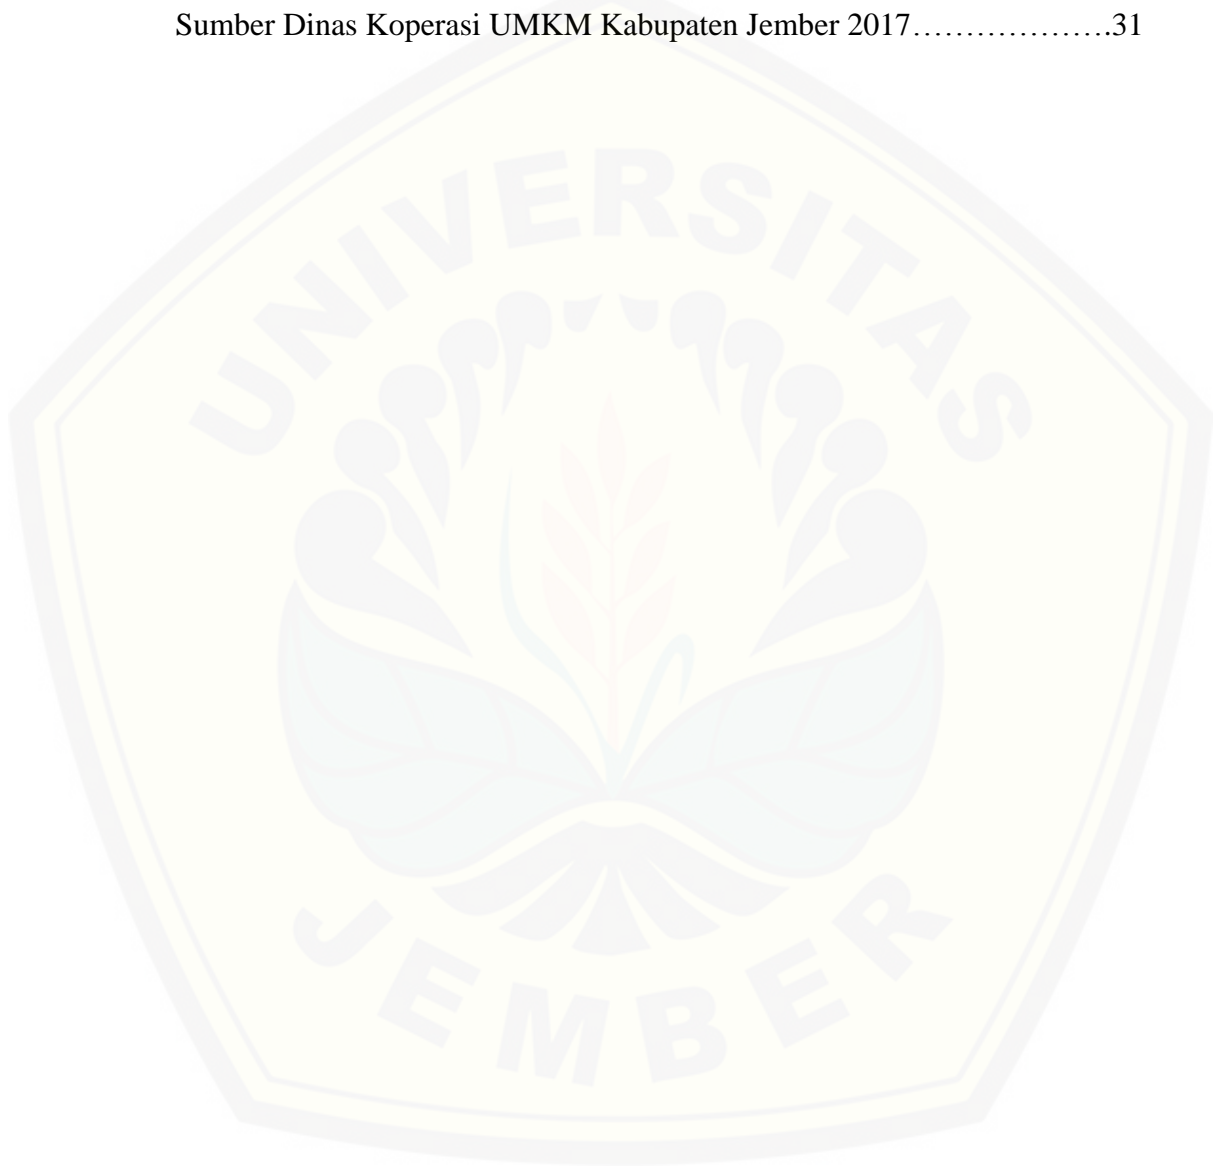 Sumber Dinas Koperasi UMKM Kabupaten Jember 2017……………….31
UNIVERSITAS
JEMBER